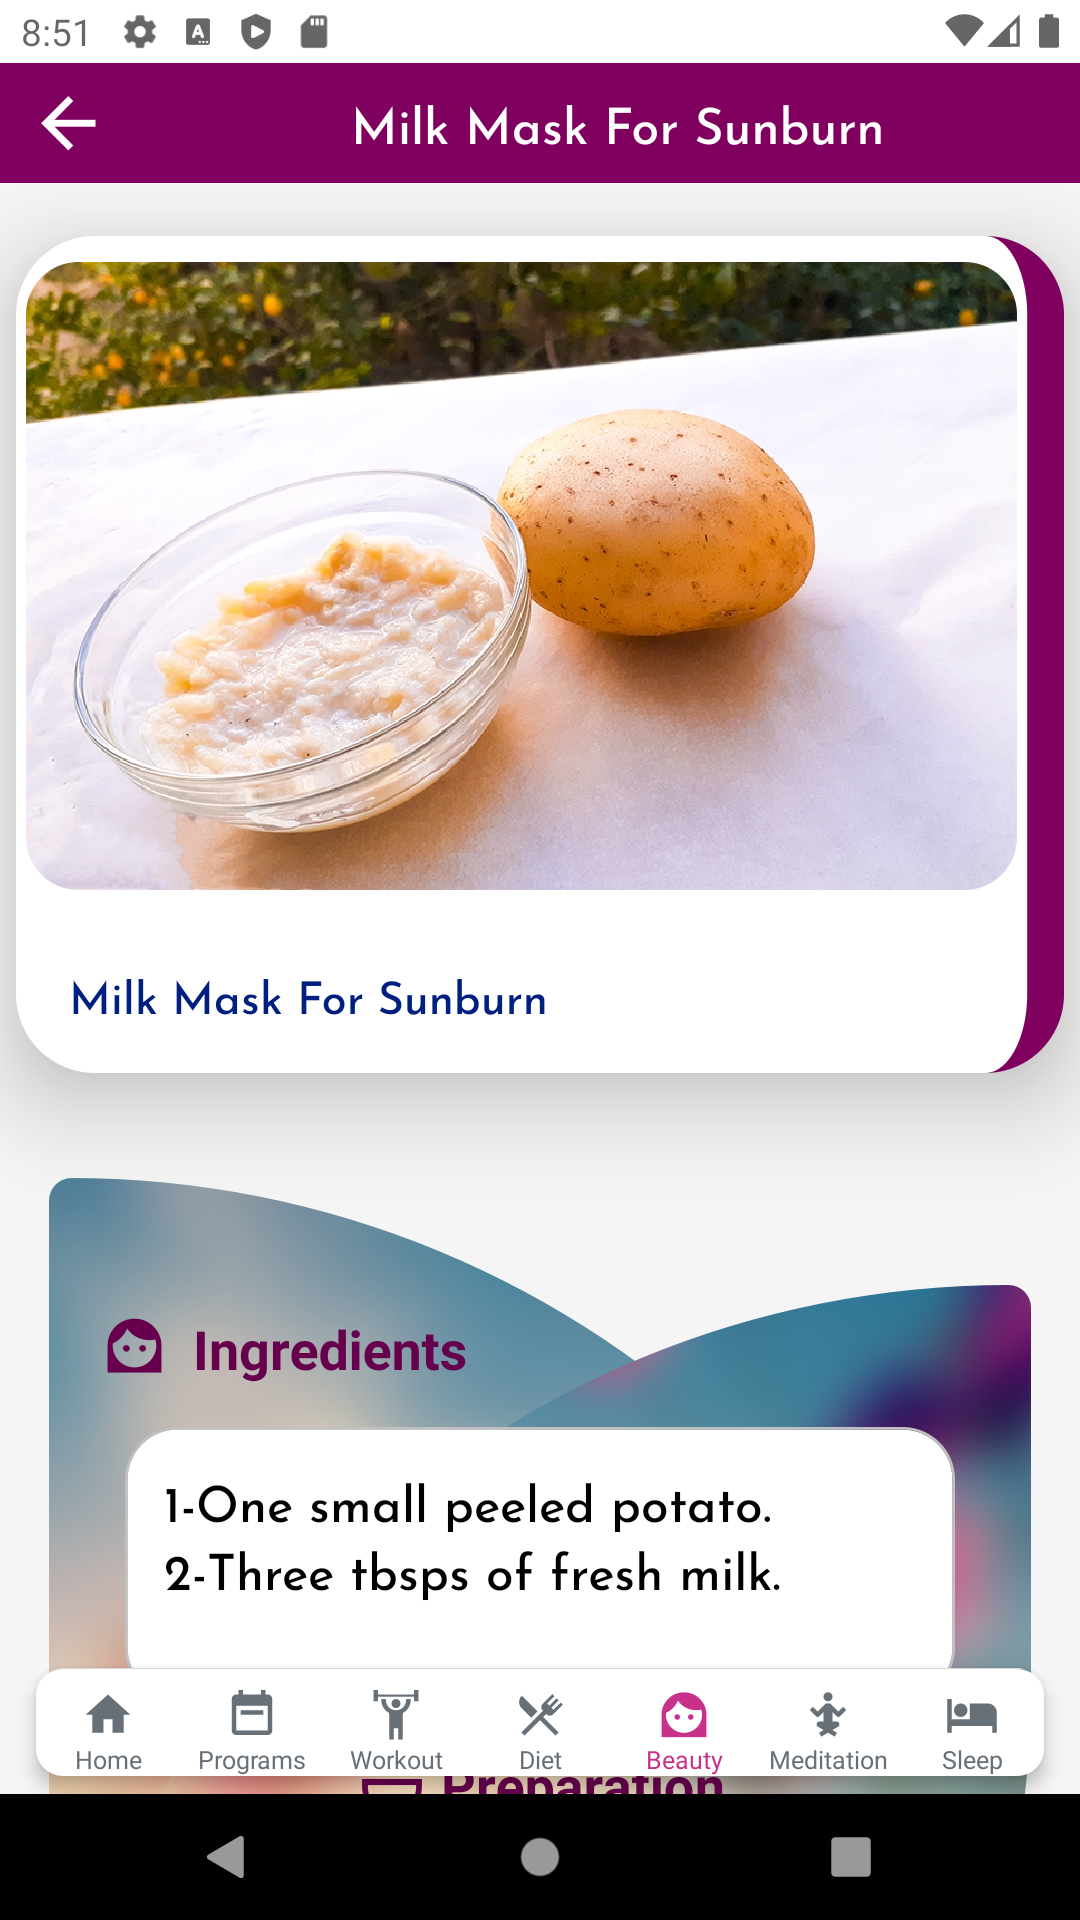 8:51
Milk Mask For Sunburn
Milk Mask For Sunburn
Ingredients
1-One small peeled potato.
2-Three tbsps of fresh milk.
Preparation
Home Programs Workout Diet Beauty Meditation Sleep